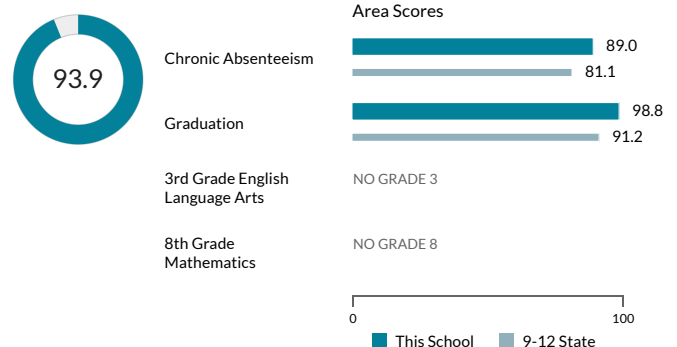 93.9
Area Scores
Chronic Absenteeism
89.0
81.1
Graduation
98.8
91.2
3rd Grade English
Language Arts
NO GRADE 3
8th Grade
Mathematics
NO GRADE 8
0 100
This School 9-12 State